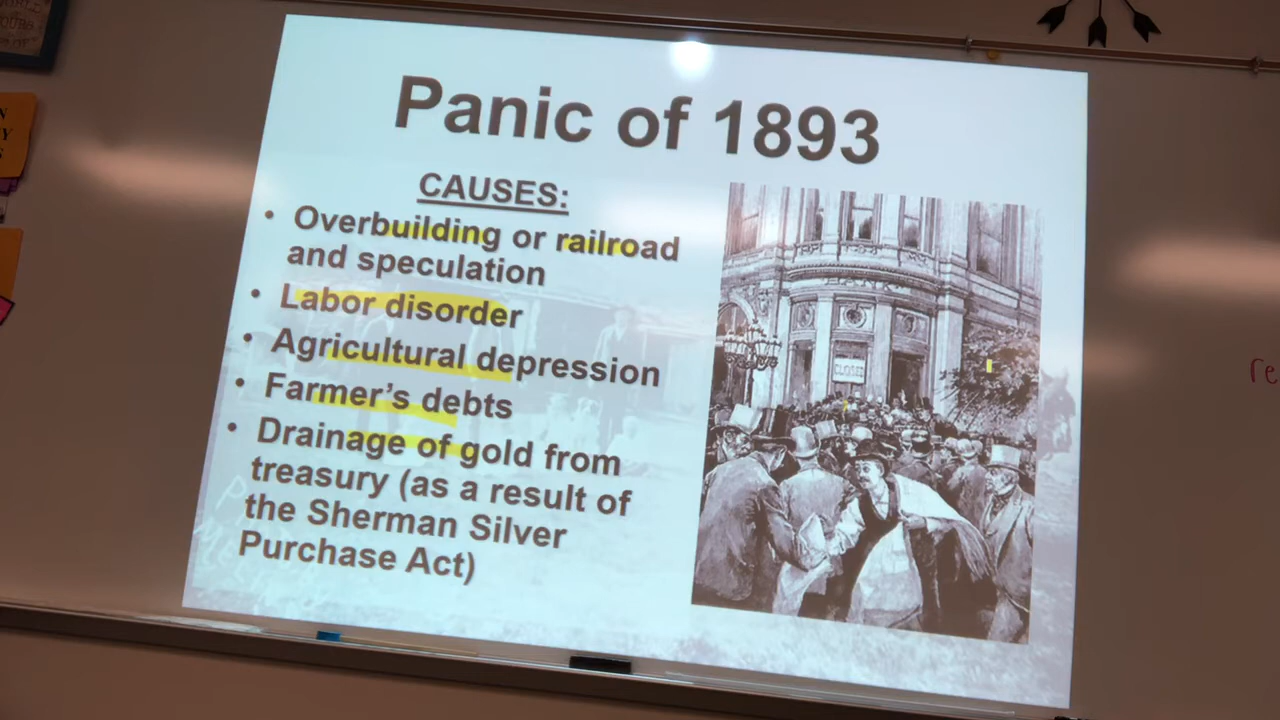 Panic of 1893
CAUSES:
• Overbuilding or railroad
and speculation
• Labor disorder
• Agricultural depression
• Farmer's debts
• Drainage of gold from
treasury (as a result of
the Sherman Silver
Purchase Act)
CLOSED